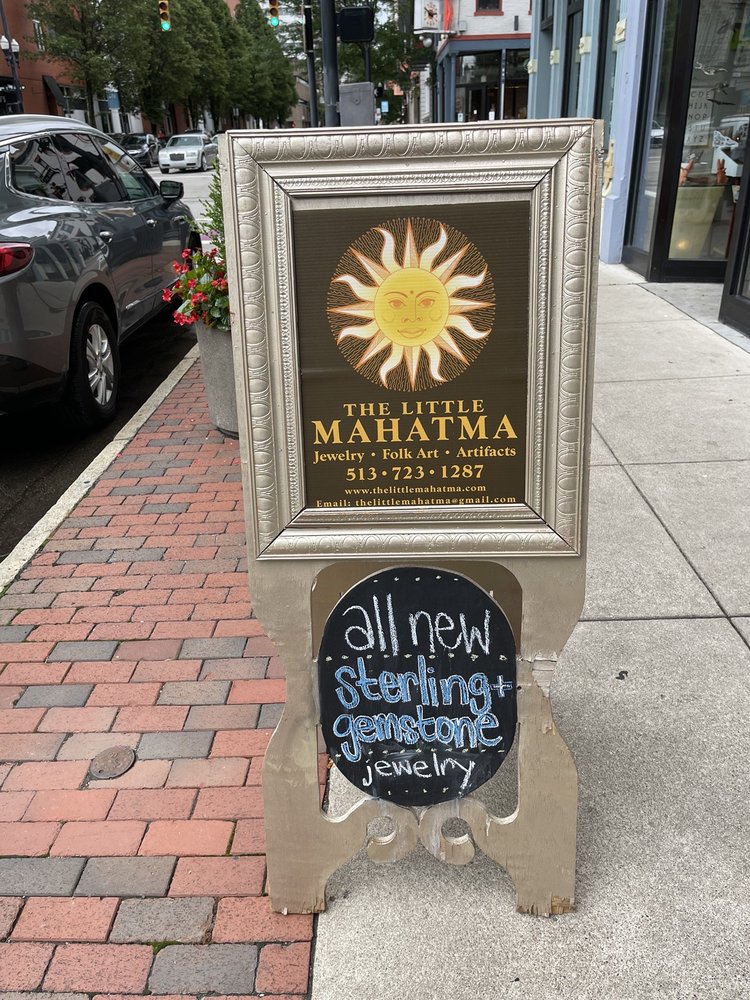 THE LITTLE
MAHATMA
Jewelry • Folk Art • Artifacts
513 • 723 • 1287
www.thelittlemahatma.com
Email: thelittlemahatma@gmail.com
all new
sterling +
gemstone
jewelry